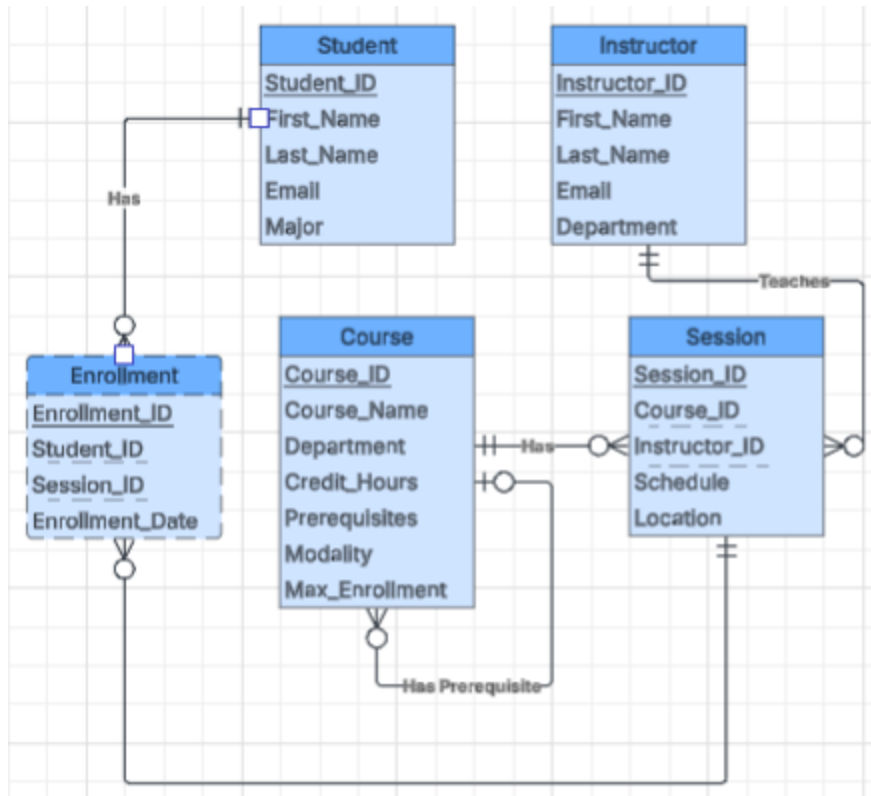 Student
Student_ID
First_Name
Last_Name
Email
Major
Instructor
Instructor_ID
First_Name
Last_Name
Email
Department
Has
Teaches
Enrollment
Enrollment_ID
Student_ID
Session_ID
Enrollment_Date
Course
Course_ID
Course_Name
Department
Credit_Hours
Prerequisites
Modality
Max_Enrollment
Has
Session
Session_ID
Course_ID
Instructor_ID
Schedule
Location
Has Prerequisite